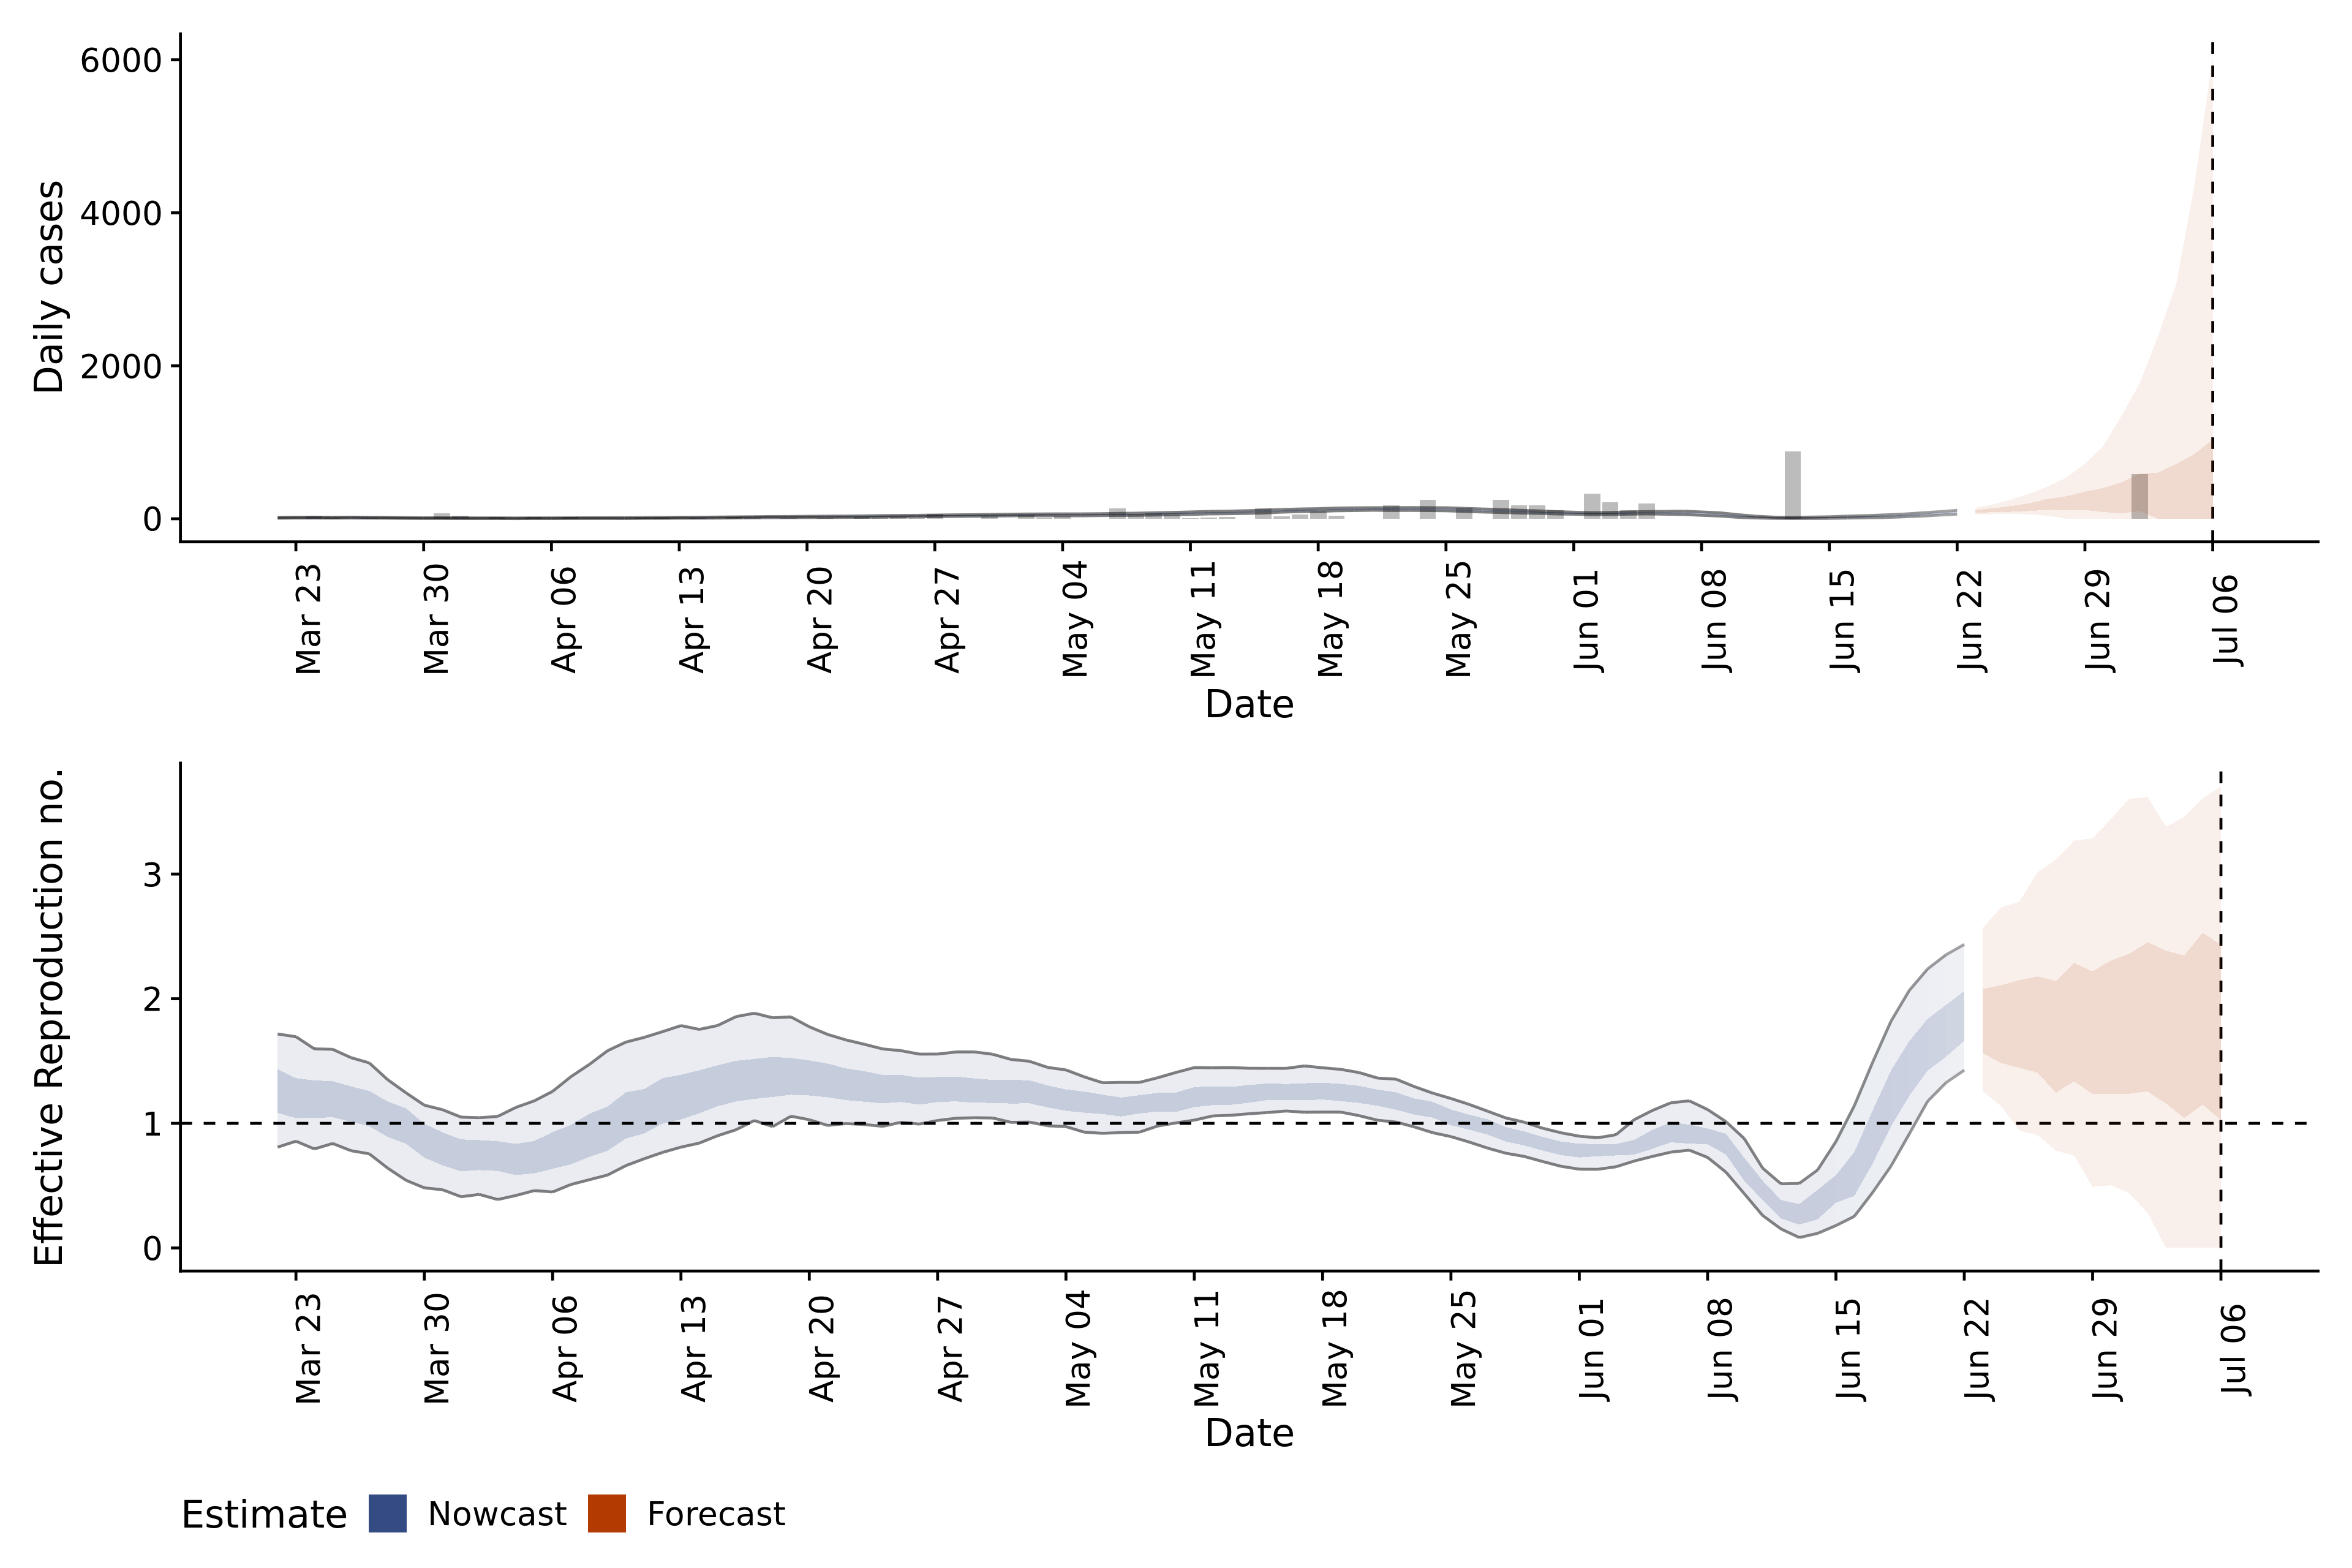 6000
4000
2000
0
Daily cases
Mar 23
Mar 30
Apr 06
Apr 13
Apr 20
Apr 27
May 04
May 11
May 18
May 25
Jun 01
Jun 08
Jun 15
Jun 22
Jun 29
Jul 06
Date
3
2
1
0
Effective Reproduction no.
Mar 23
Mar 30
Apr 06
Apr 13
Apr 20
Apr 27
May 04
May 11
May 18
May 25
Jun 01
Jun 08
Jun 15
Jun 22
Jun 29
Jul 06
Date
Estimate Nowcast Forecast